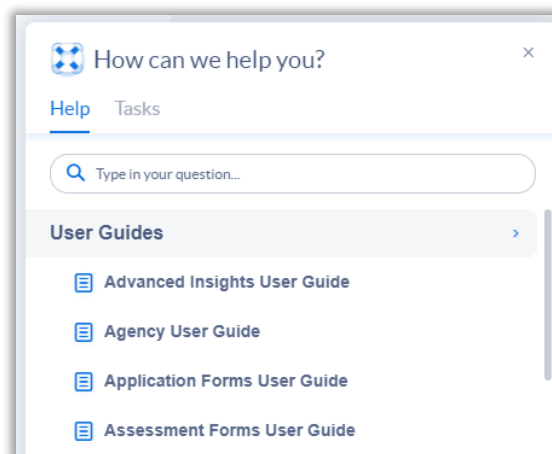 How can we help you?
Help Tasks
Type in your question...
User Guides
Advanced Insights User Guide
Agency User Guide
Application Forms User Guide
Assessment Forms User Guide